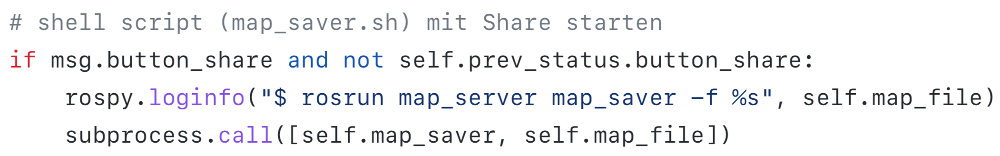 # shell script (map_saver.sh) mit Share starten
if msg.button_share and not self.prev_status.button_share:
    rospy.loginfo("$ rosrun map_server map_saver -f %s", self.map_file)
    subprocess.call([self.map_saver, self.map_file])